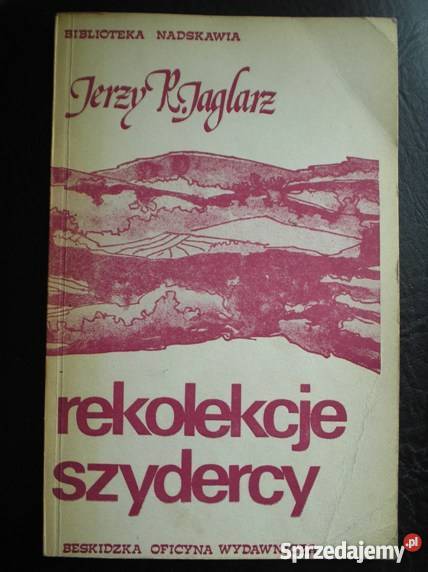 BIBLIOTEKA NADSKAWIA
Jerzy R. Jaglarz
rekolekcje
szydercy
BESKIDZKA OFICYNA
Sprzedajemy.pl